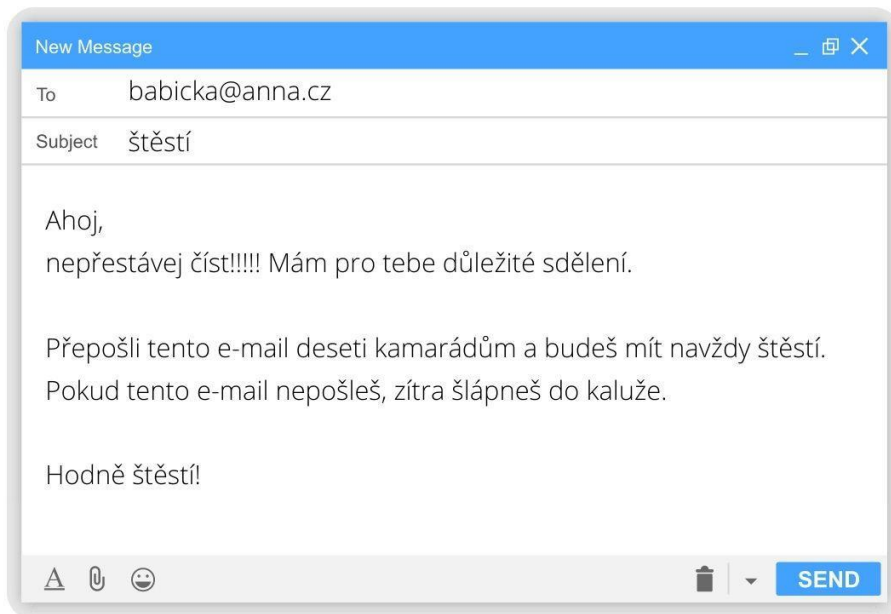 New Message
To babicka@anna.cz
Subject štěstí
Ahoj,
nepřestávej číst!!!!! Mám pro tebe důležité sdělení.
Přepošli tento e-mail deseti kamarádům a budeš mít navždy štěstí.
Pokud tento e-mail nepošleš, zítra šlápneš do kaluže.
Hodně štěstí!
A SEND